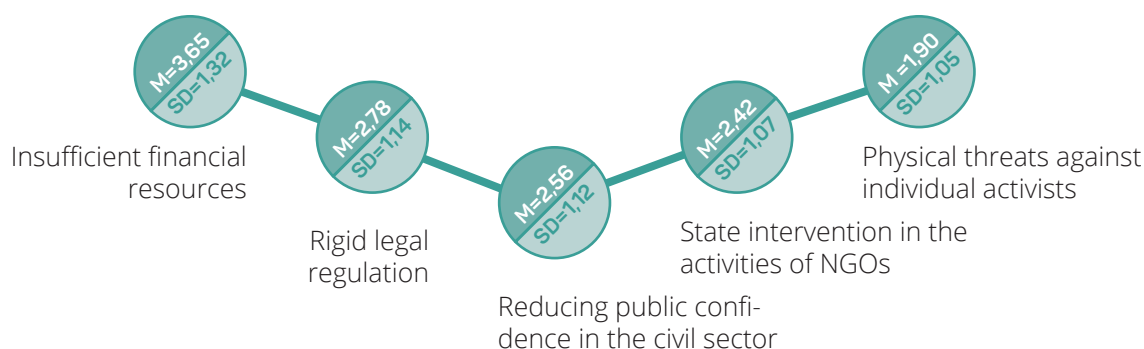 M=3,65
SD=1,32
Insufficient financial
resources
M=2,78
SD=1,14
Rigid legal
regulation
M=2,56
SD=1,12
Reducing public confi-
dence in the civil sector
M=2,42
SD=1,07
State intervention in the
activities of NGOs
M =1,90
SD=1,05
Physical threats against
individual activists